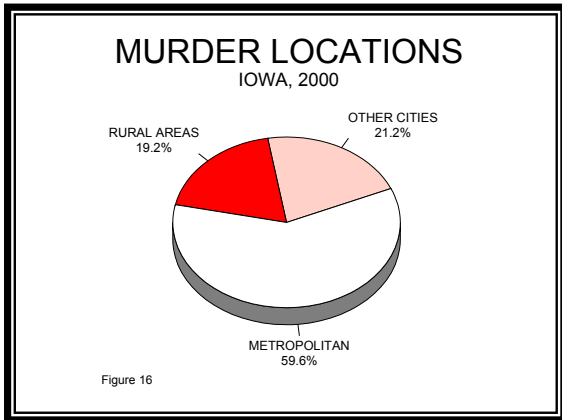 MURDER LOCATIONS
IOWA, 2000
OTHER CITIES
21.2%
RURAL AREAS
19.2%
METROPOLITAN
59.6%
Figure 16